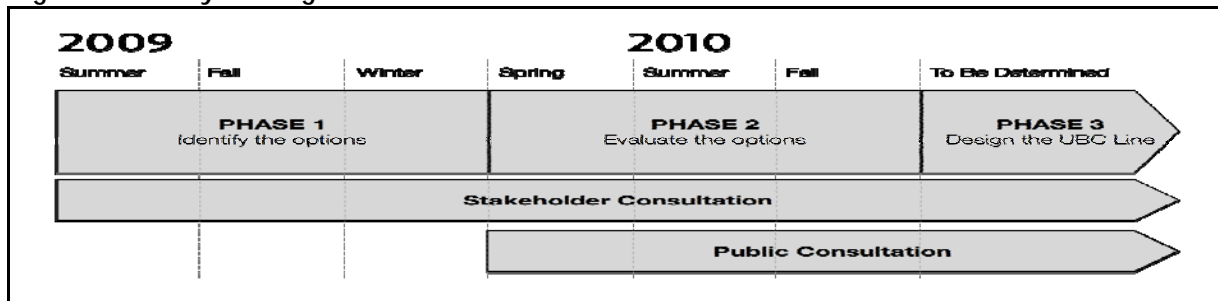 2009 2010
Summer Fall Winter Spring Summer Fall To Be Determined
PHASE 1 PHASE 2 PHASE 3
Identify the options Evaluate the options Design the UBC Line
Stakeholder Consultation
Public Consultation